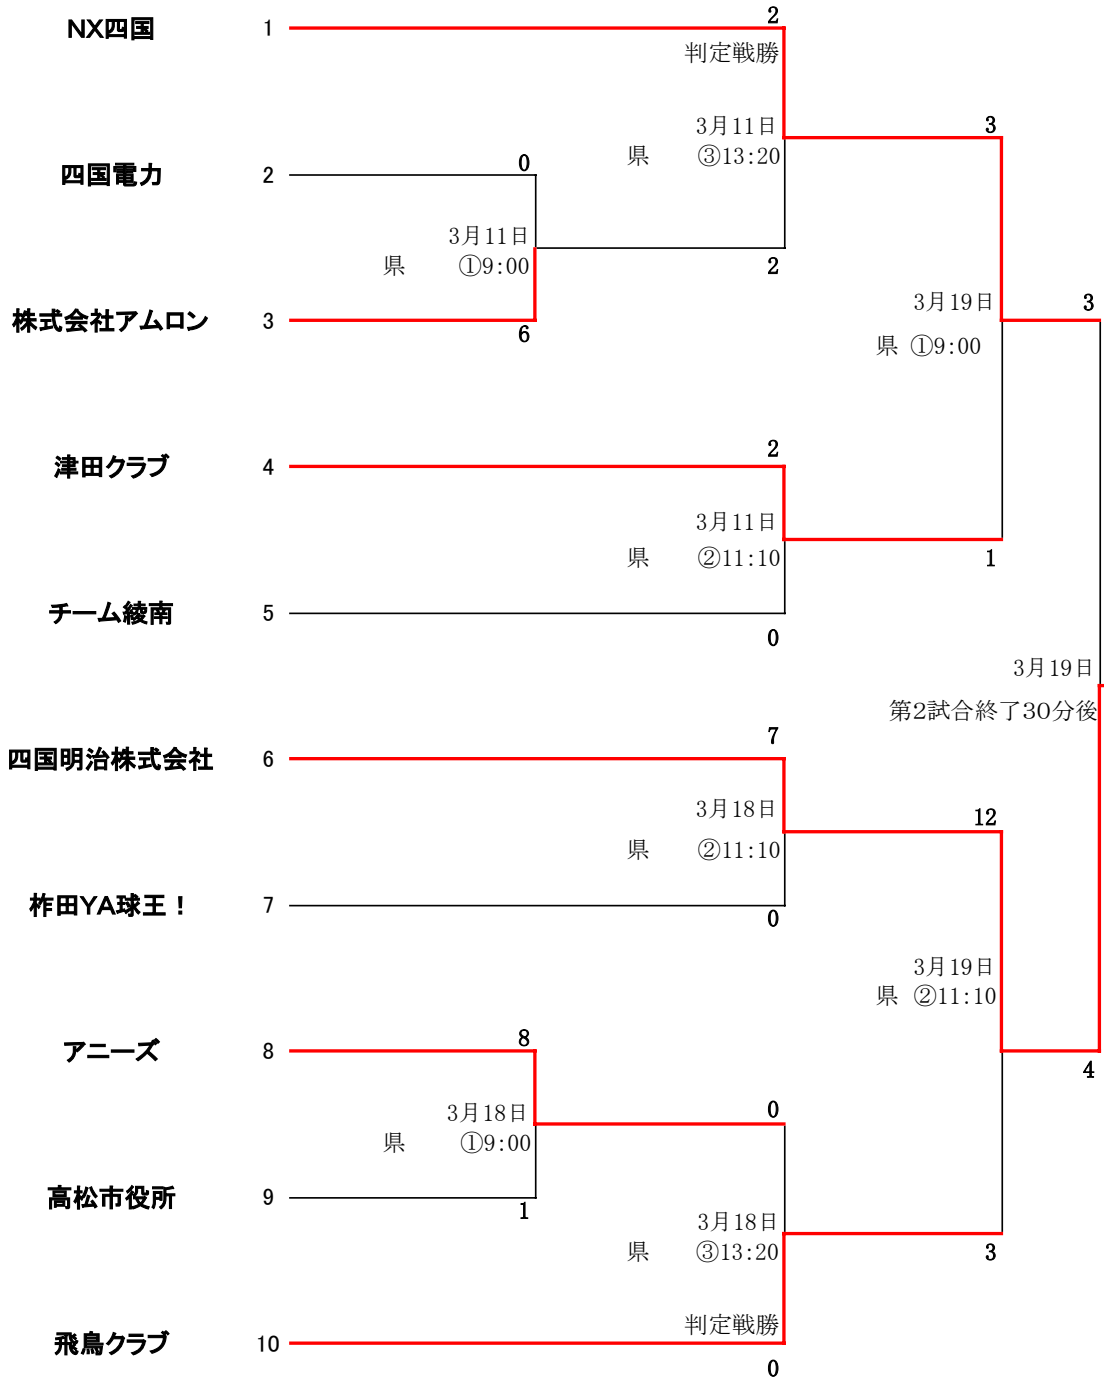 NX四国 1 2
判定戦勝
3月11日 3
県 ③13:20
四国電力 2 0
3月11日
県 ①9:00 2
株式会社アムロン 3 6
3月19日 3
県 ①9:00
津田クラブ 4 2
3月11日
県 ②11:10 1
チーム綾南 5 0
3月19日
第2試合終了30分後
四国明治株式会社 6 7
3月18日 12
県 ②11:10
柞田YA球王！ 7 0
3月19日
県 ②11:10
アニーズ 8 8
4
3月18日 0
県 ①9:00
高松市役所 9 1
3月18日
県 ③13:20 3
判定戦勝
飛鳥クラブ 10 0